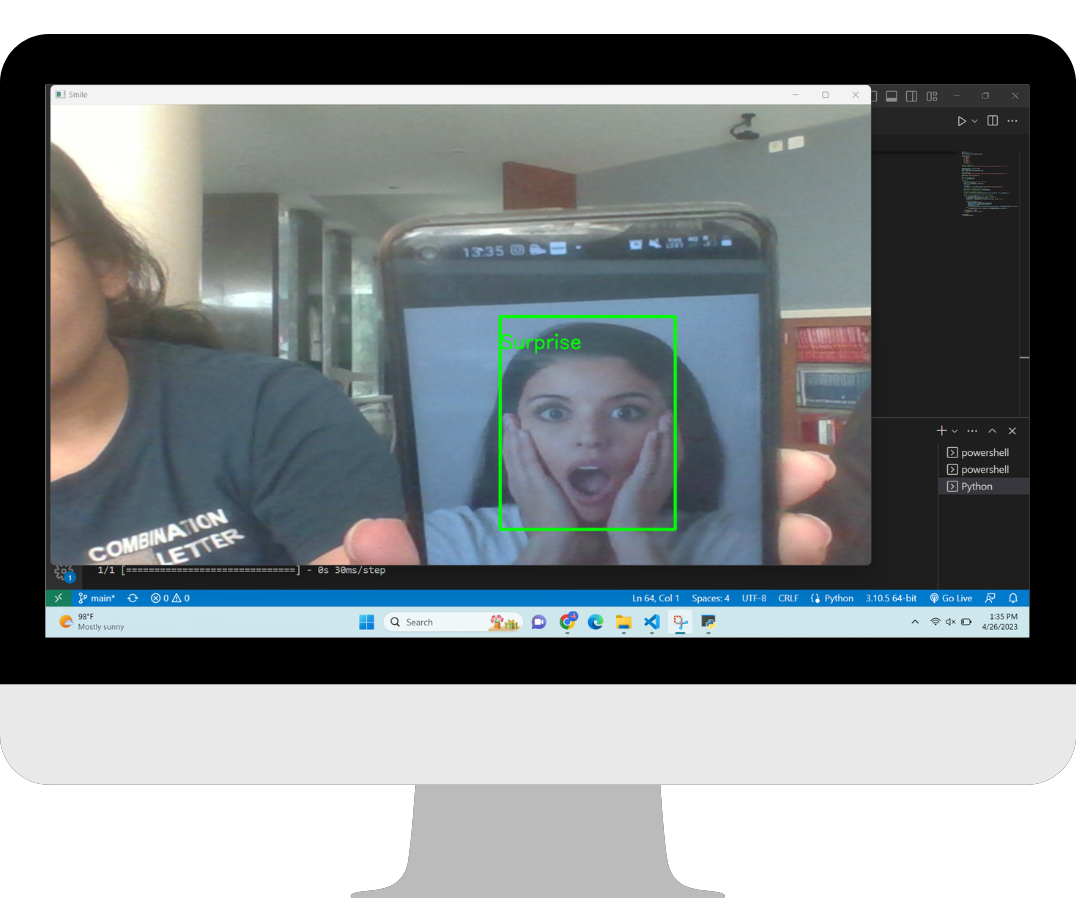 Smile
13:35
Surprise
COMBINATION
LETTER
powershell
powershell
Python
1
1/1 [==============================] - 0s 30ms/step
main* 0 0 Ln 64, Col 1 Spaces: 4 UTF-8 CRLF Python 3.10.5 64-bit Go Live
98°F
Mostly sunny
Search
1:35 PM
4/26/2023